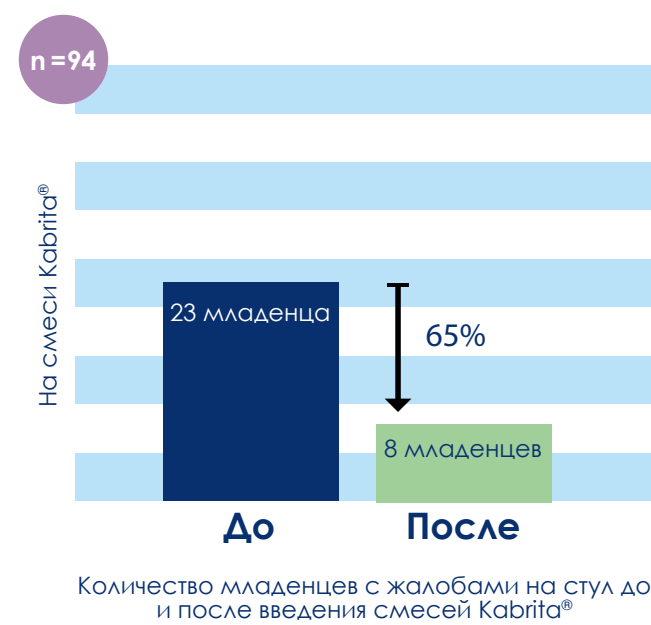 n=94
На смеси Kabrita®
23 младенца
65%
8 младенцев
До
После
Количество младенцев с жалобами на стул до
и после введения смесей Kabrita®